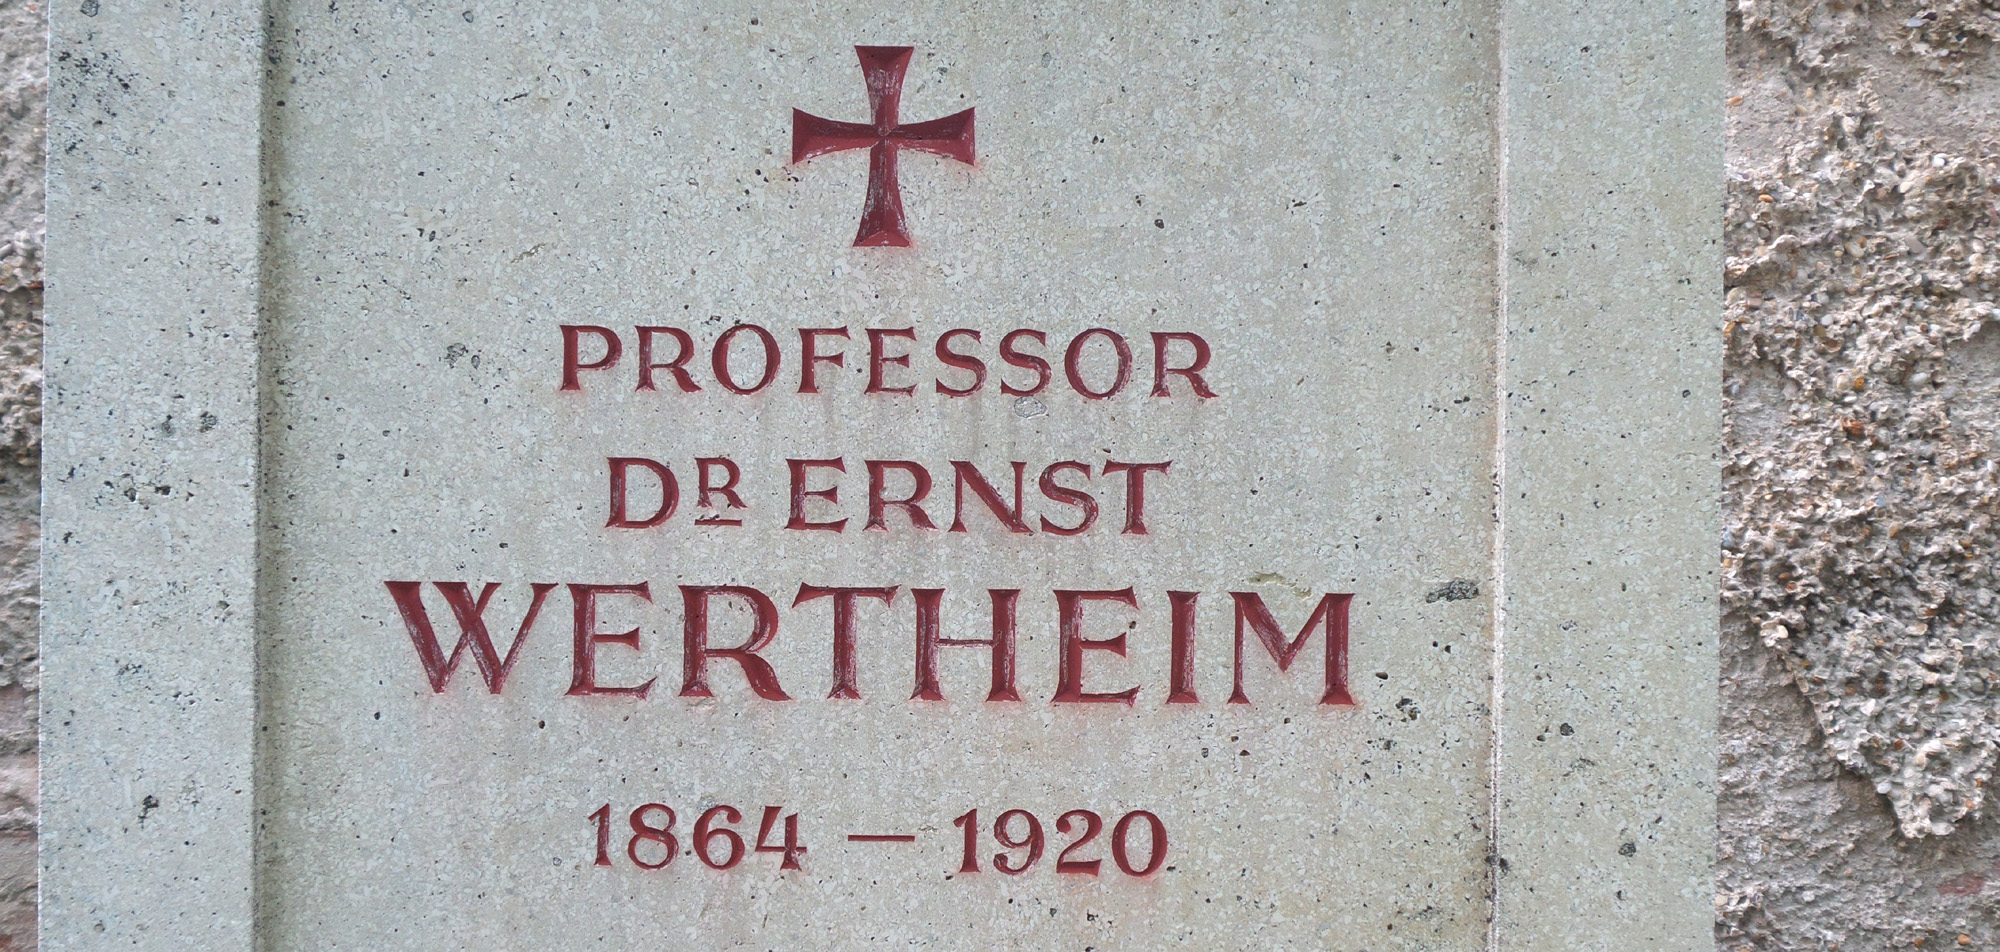 PROFESSOR
DR ERNST
WERTHEIM
1864 – 1920